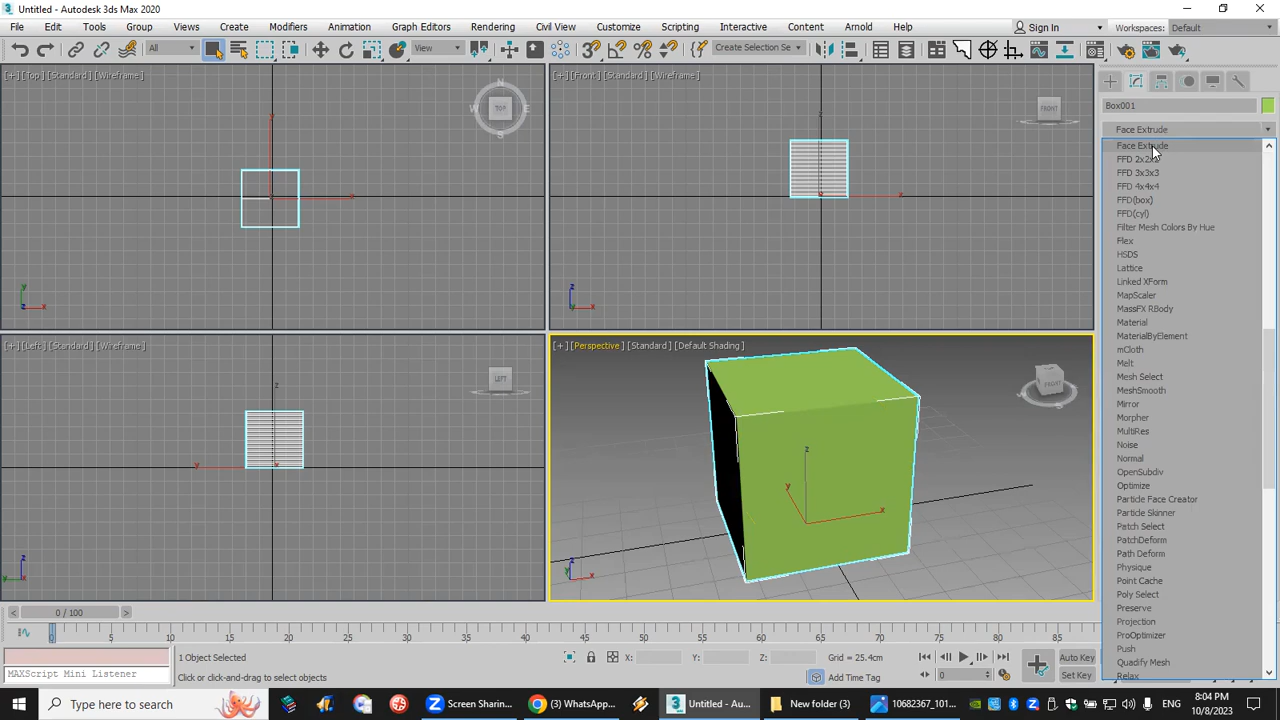 Untitled - Autodesk 3ds Max 2020
File Edit Tools Group Views Create Modifiers Animation Graph Editors Rendering Civil View Customize Scripting Interactive Content Arnold Help Sign In Workspaces: Default
All View Create Selection Se
[+] [Top] [Standard] [Wireframe]
[+] [Front] [Standard] [Wireframe]
N
W TOP E
S
FRONT
Box001
Face Extrude
Face Extrude
FFD 2x2x2
FFD 3x3x3
FFD 4x4x4
FFD(box)
FFD(cyl)
Filter Mesh Colors By Hue
Flex
HSDS
Lattice
Linked XForm
MapScaler
MassFX RBody
Material
MaterialByElement
mCloth
Melt
Mesh Select
MeshSmooth
Mirror
Morpher
MultiRes
Noise
Normal
OpenSubdiv
Optimize
Particle Face Creator
Particle Skinner
Patch Select
PatchDeform
Path Deform
Physique
Point Cache
Poly Select
Preserve
Projection
ProOptimizer
Push
Quadify Mesh
Relax
y x
z x
[+] [Left] [Standard] [Wireframe]
[+] [Perspective] [Standard] [Default Shading]
LEFT
FRONT
z
y
x
0 / 100
0 5 10 15 20 25 30 35 40 45 50 55 60 65 70 75 80 85
1 Object Selected
X: Y: Z: Grid = 25.4cm
Auto Key
MAXScript Mini Listener
Click or click-and-drag to select objects
Add Time Tag
0
Set Key
Type here to search
Screen Sharin...
(3) WhatsApp...
Untitled - Au...
New folder (3)
10682367_101...
ENG
8:04 PM
10/8/2023